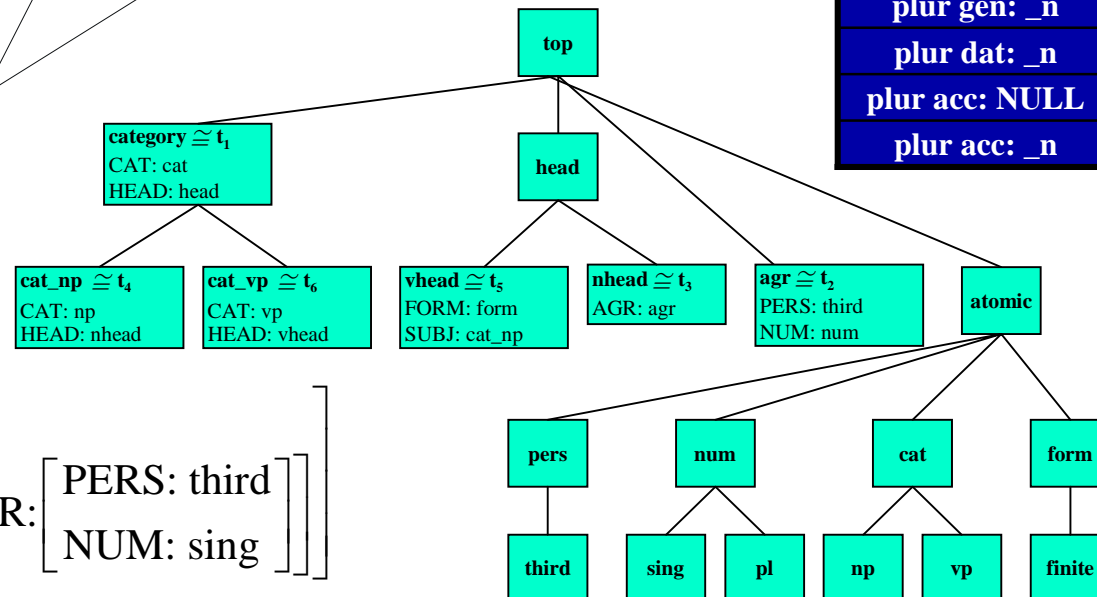 plur gen: _n
plur dat: _n
plur acc: NULL
plur acc: _n
top
category ≅ t₁
CAT: cat
HEAD: head
head
cat_np ≅ t₄
CAT: np
HEAD: nhead
cat_vp ≅ t₆
CAT: vp
HEAD: vhead
vhead ≅ t₅
FORM: form
SUBJ: cat_np
nhead ≅ t₃
AGR: agr
agr ≅ t₂
PERS: third
NUM: num
atomic
pers
num
cat
form
third
sing
pl
np
vp
finite
R:
PERS: third
NUM: sing